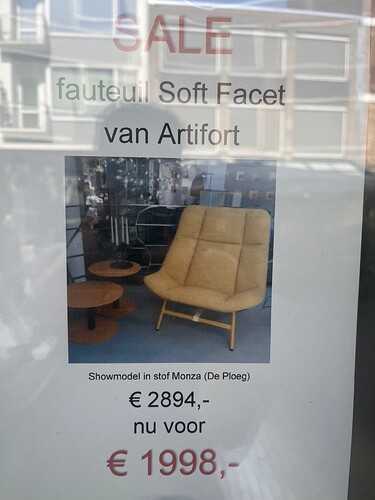 SALE
fauteuil Soft Facet
van Artifort
Showmodel in stof Monza (De Ploeg)
€ 2894,-
nu voor
€ 1998,-